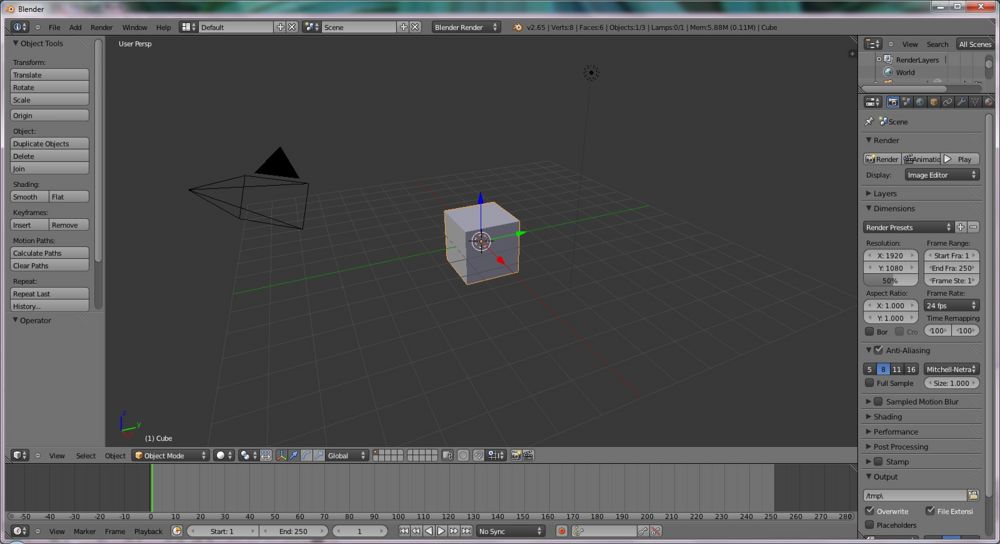 Blender
File Add Render Window Help Default Scene Blender Render v2.65 | Verts:8 | Faces:6 | Objects:1/3 | Lamps:0/1 | Mem:5.88M (0.11M) | Cube
Object Tools
Transform:
Translate
Rotate
Scale
Origin
Object:
Duplicate Objects
Delete
Join
Shading:
Smooth Flat
Keyframes:
Insert Remove
Motion Paths:
Calculate Paths
Clear Paths
Repeat:
Repeat Last
History...
Operator
User Persp
z
y
(1) Cube
View Select Object Object Mode Global
View Search All Scenes
RenderLayers
World
Scene
Render
Render Animatic Play
Display: Image Editor
Layers
Dimensions
Render Presets
Resolution: Frame Range:
X: 1920 Start Fra: 1
Y: 1080 End Fra: 250
50% Frame Ste: 1
Aspect Ratio: Frame Rate:
X: 1.000 24 fps
Y: 1.000 Time Remapping
Bor Cro 100 100
Anti-Aliasing
5 8 11 16 Mitchell-Netra
Full Sample Size: 1.000
Sampled Motion Blur
Shading
Performance
Post Processing
Stamp
Output
/tmp\
Overwrite File Extensi
Placeholders
-50 -40 -30 -20 -10 0 10 20 30 40 50 60 70 80 90 100 110 120 130 140 150 160 170 180 190 200 210 220 230 240 250 260 270 280
View Marker Frame Playback Start: 1 End: 250 1 No Sync